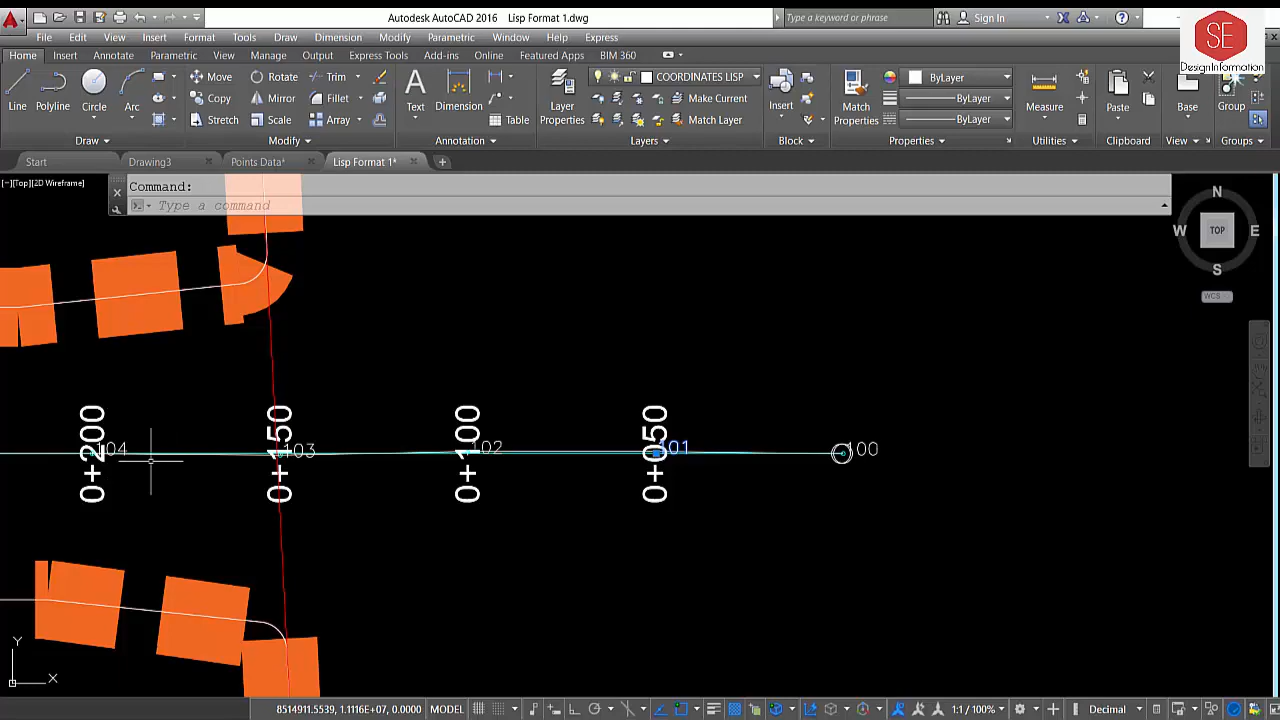 Autodesk AutoCAD 2016 Lisp Format 1.dwg
Type a keyword or phrase
Sign In
SE
DesignInformation
File Edit View Insert Format Tools Draw Dimension Modify Parametric Window Help Express
Home Insert Annotate Parametric View Manage Output Express Tools Add-ins Online Featured Apps BIM 360
Line Polyline Circle Arc
Move Rotate Trim
Copy Mirror Fillet
Stretch Scale Array
Text Dimension Table
Layer Properties
COORDINATES LISP
Make Current
Match Layer
Insert
Match Properties
ByLayer
ByLayer
ByLayer
Measure
Paste
Base
Group
Draw Modify Annotation Layers Block Properties Utilities Clipboard View Groups
Start Drawing3 Points Data* Lisp Format 1*
[−][Top][2D Wireframe]
Command:
Type a command
N
W TOP E
S
WCS
0+200 104
0+150 103
0+100 102
0+050 101
100
Y
X
8514911.5539, 1.1116E+07, 0.0000 MODEL 1:1 / 100% Decimal